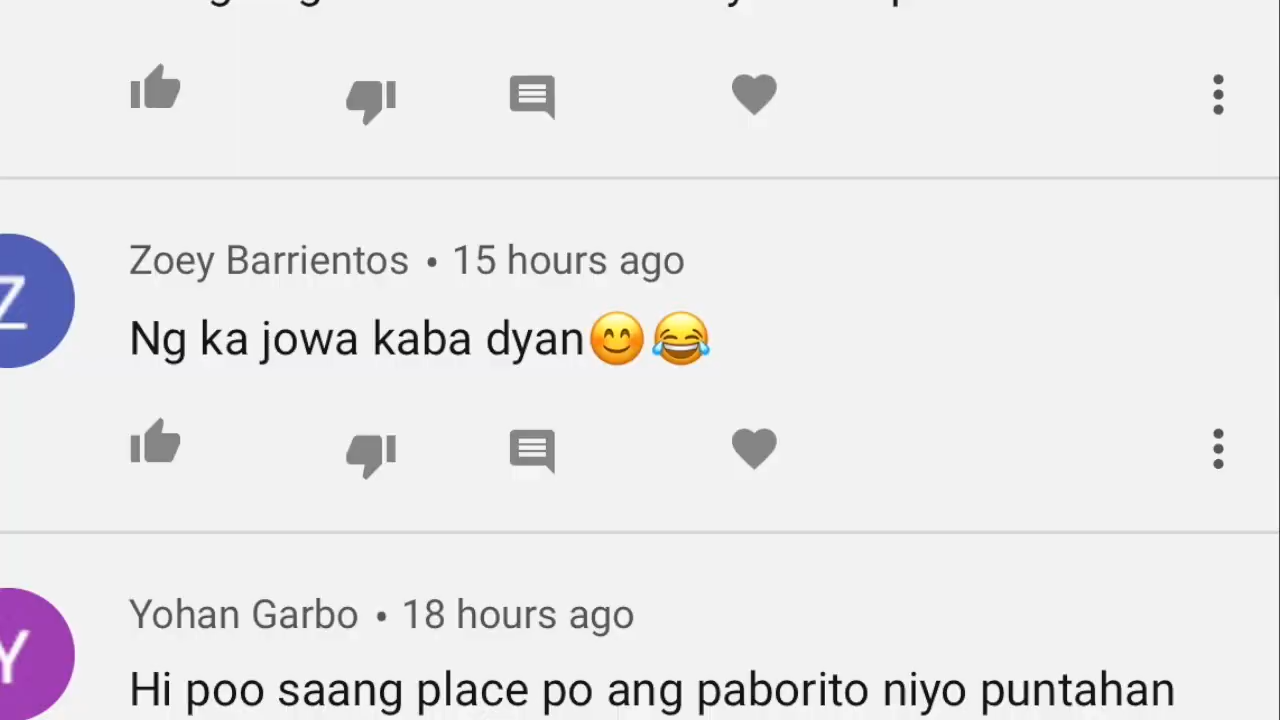 Zoey Barrientos • 15 hours ago
Ng ka jowa kaba dyan😊😂
Yohan Garbo • 18 hours ago
Hi poo saang place po ang paborito niyo puntahan